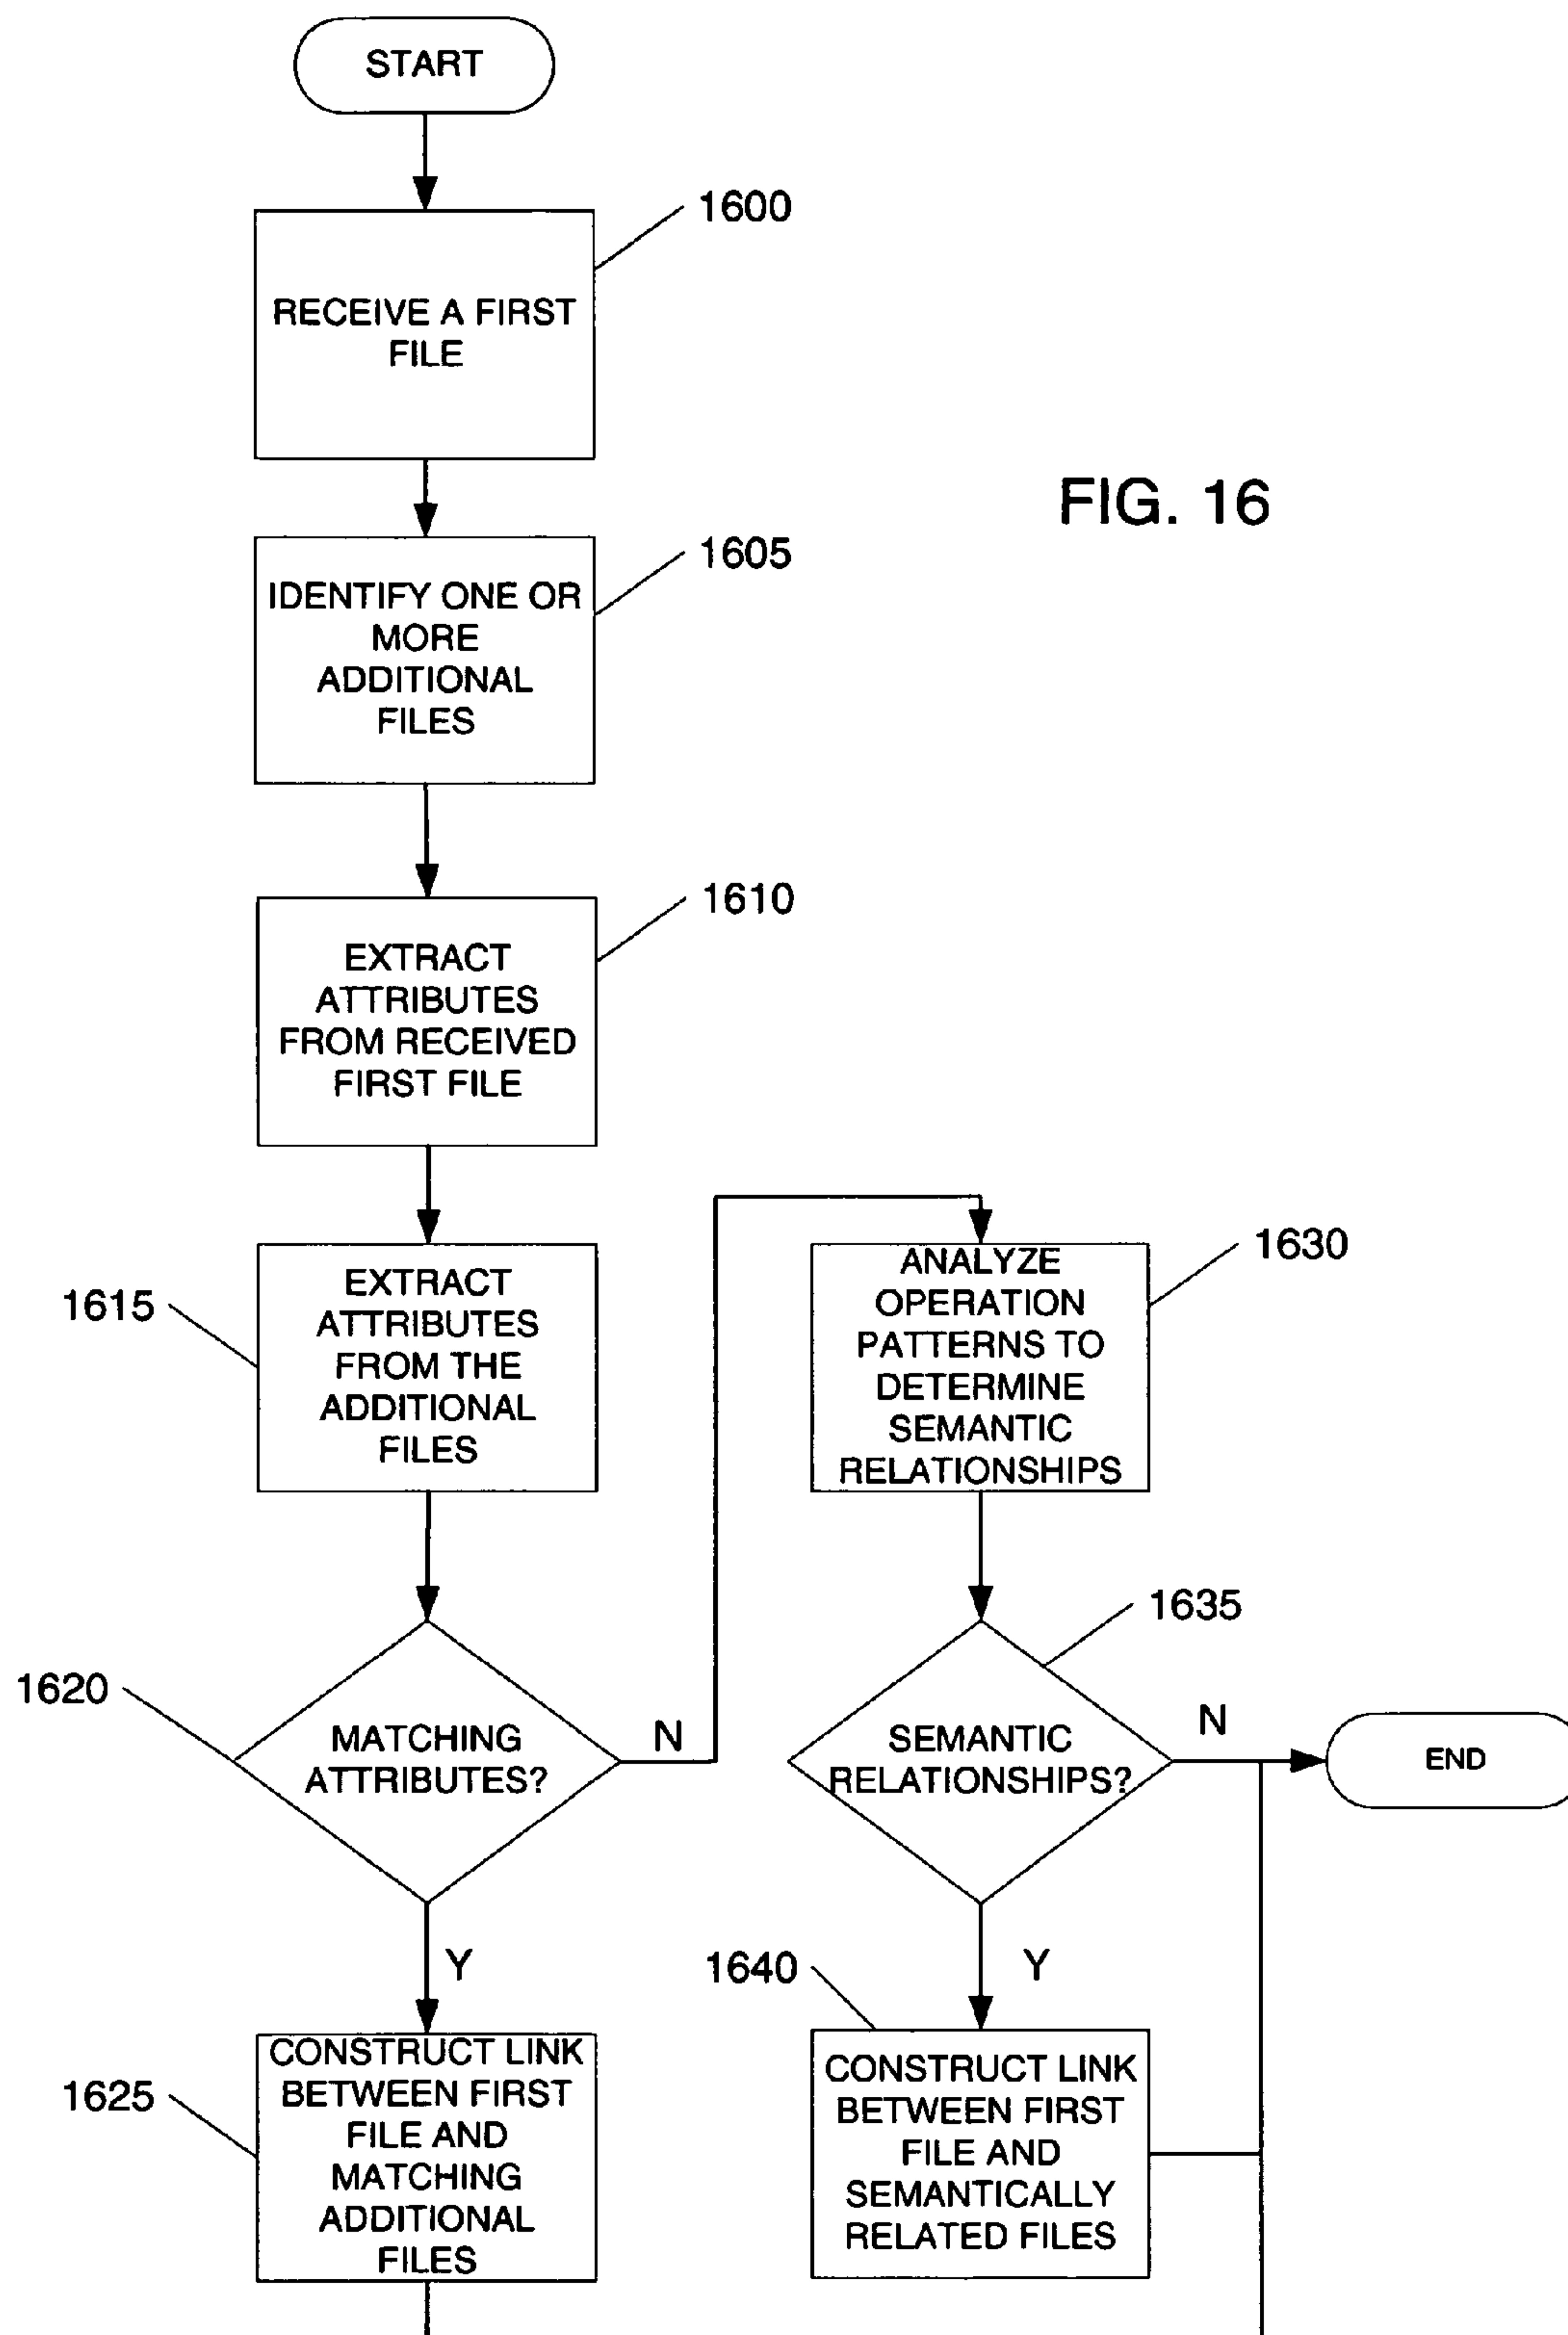 START
1600
RECEIVE A FIRST
FILE
FIG. 16
1605
IDENTIFY ONE OR
MORE
ADDITIONAL
FILES
1610
EXTRACT
ATTRIBUTES
FROM RECEIVED
FIRST FILE
1615
EXTRACT
ATTRIBUTES
FROM THE
ADDITIONAL
FILES
1620
MATCHING
ATTRIBUTES?
N
Y
1625
CONSTRUCT LINK
BETWEEN FIRST
FILE AND
MATCHING
ADDITIONAL
FILES
1630
ANALYZE
OPERATION
PATTERNS TO
DETERMINE
SEMANTIC
RELATIONSHIPS
1635
SEMANTIC
RELATIONSHIPS?
N
END
Y
1640
CONSTRUCT LINK
BETWEEN FIRST
FILE AND
SEMANTICALLY
RELATED FILES